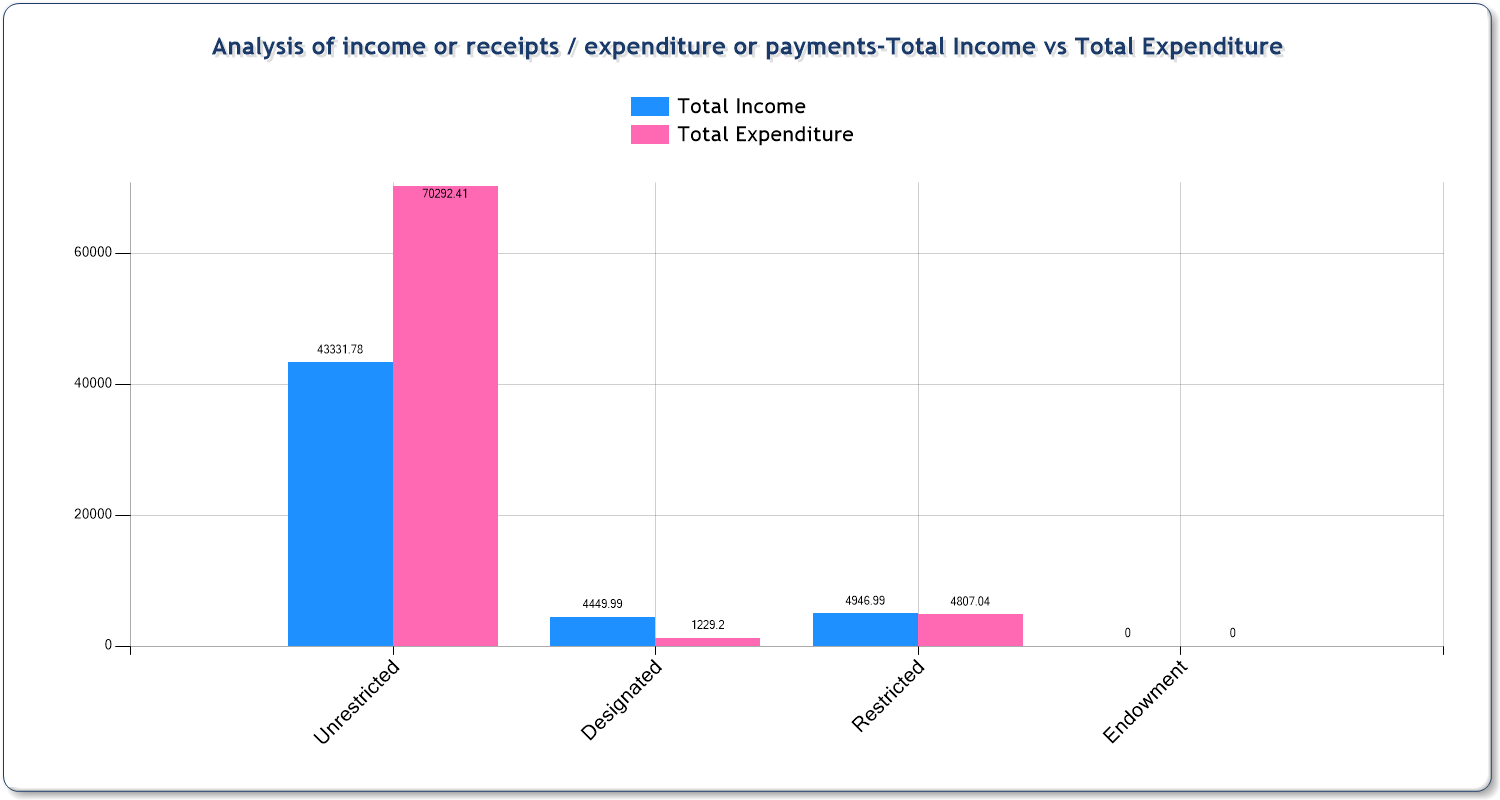 Analysis of income or receipts / expenditure or payments-Total Income vs Total Expenditure
Total Income
Total Expenditure
70292.41
60000
43331.78
40000
20000
4449.99
1229.2
4946.99
4807.04
0
0
0
Unrestricted
Designated
Restricted
Endowment